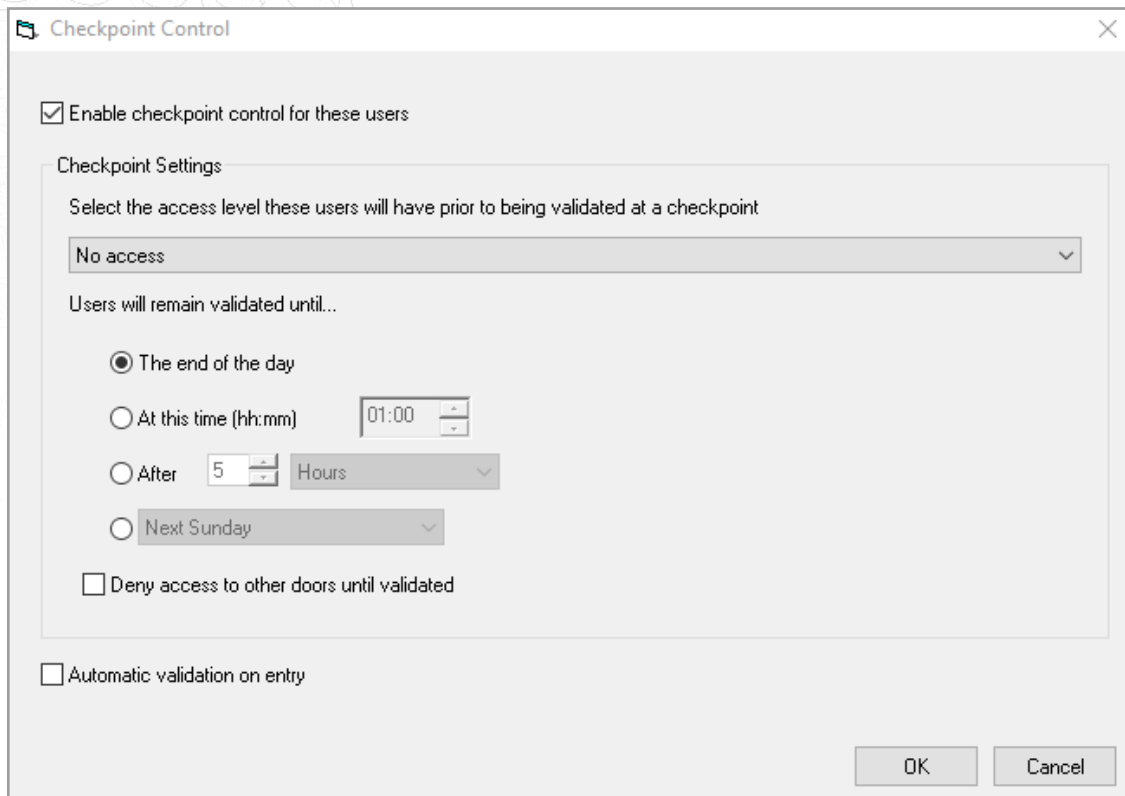 Checkpoint Control
Enable checkpoint control for these users
Checkpoint Settings
Select the access level these users will have prior to being validated at a checkpoint
No access
Users will remain validated until...
The end of the day
At this time (hh:mm) 01:00
After 5 Hours
Next Sunday
Deny access to other doors until validated
Automatic validation on entry
OK Cancel